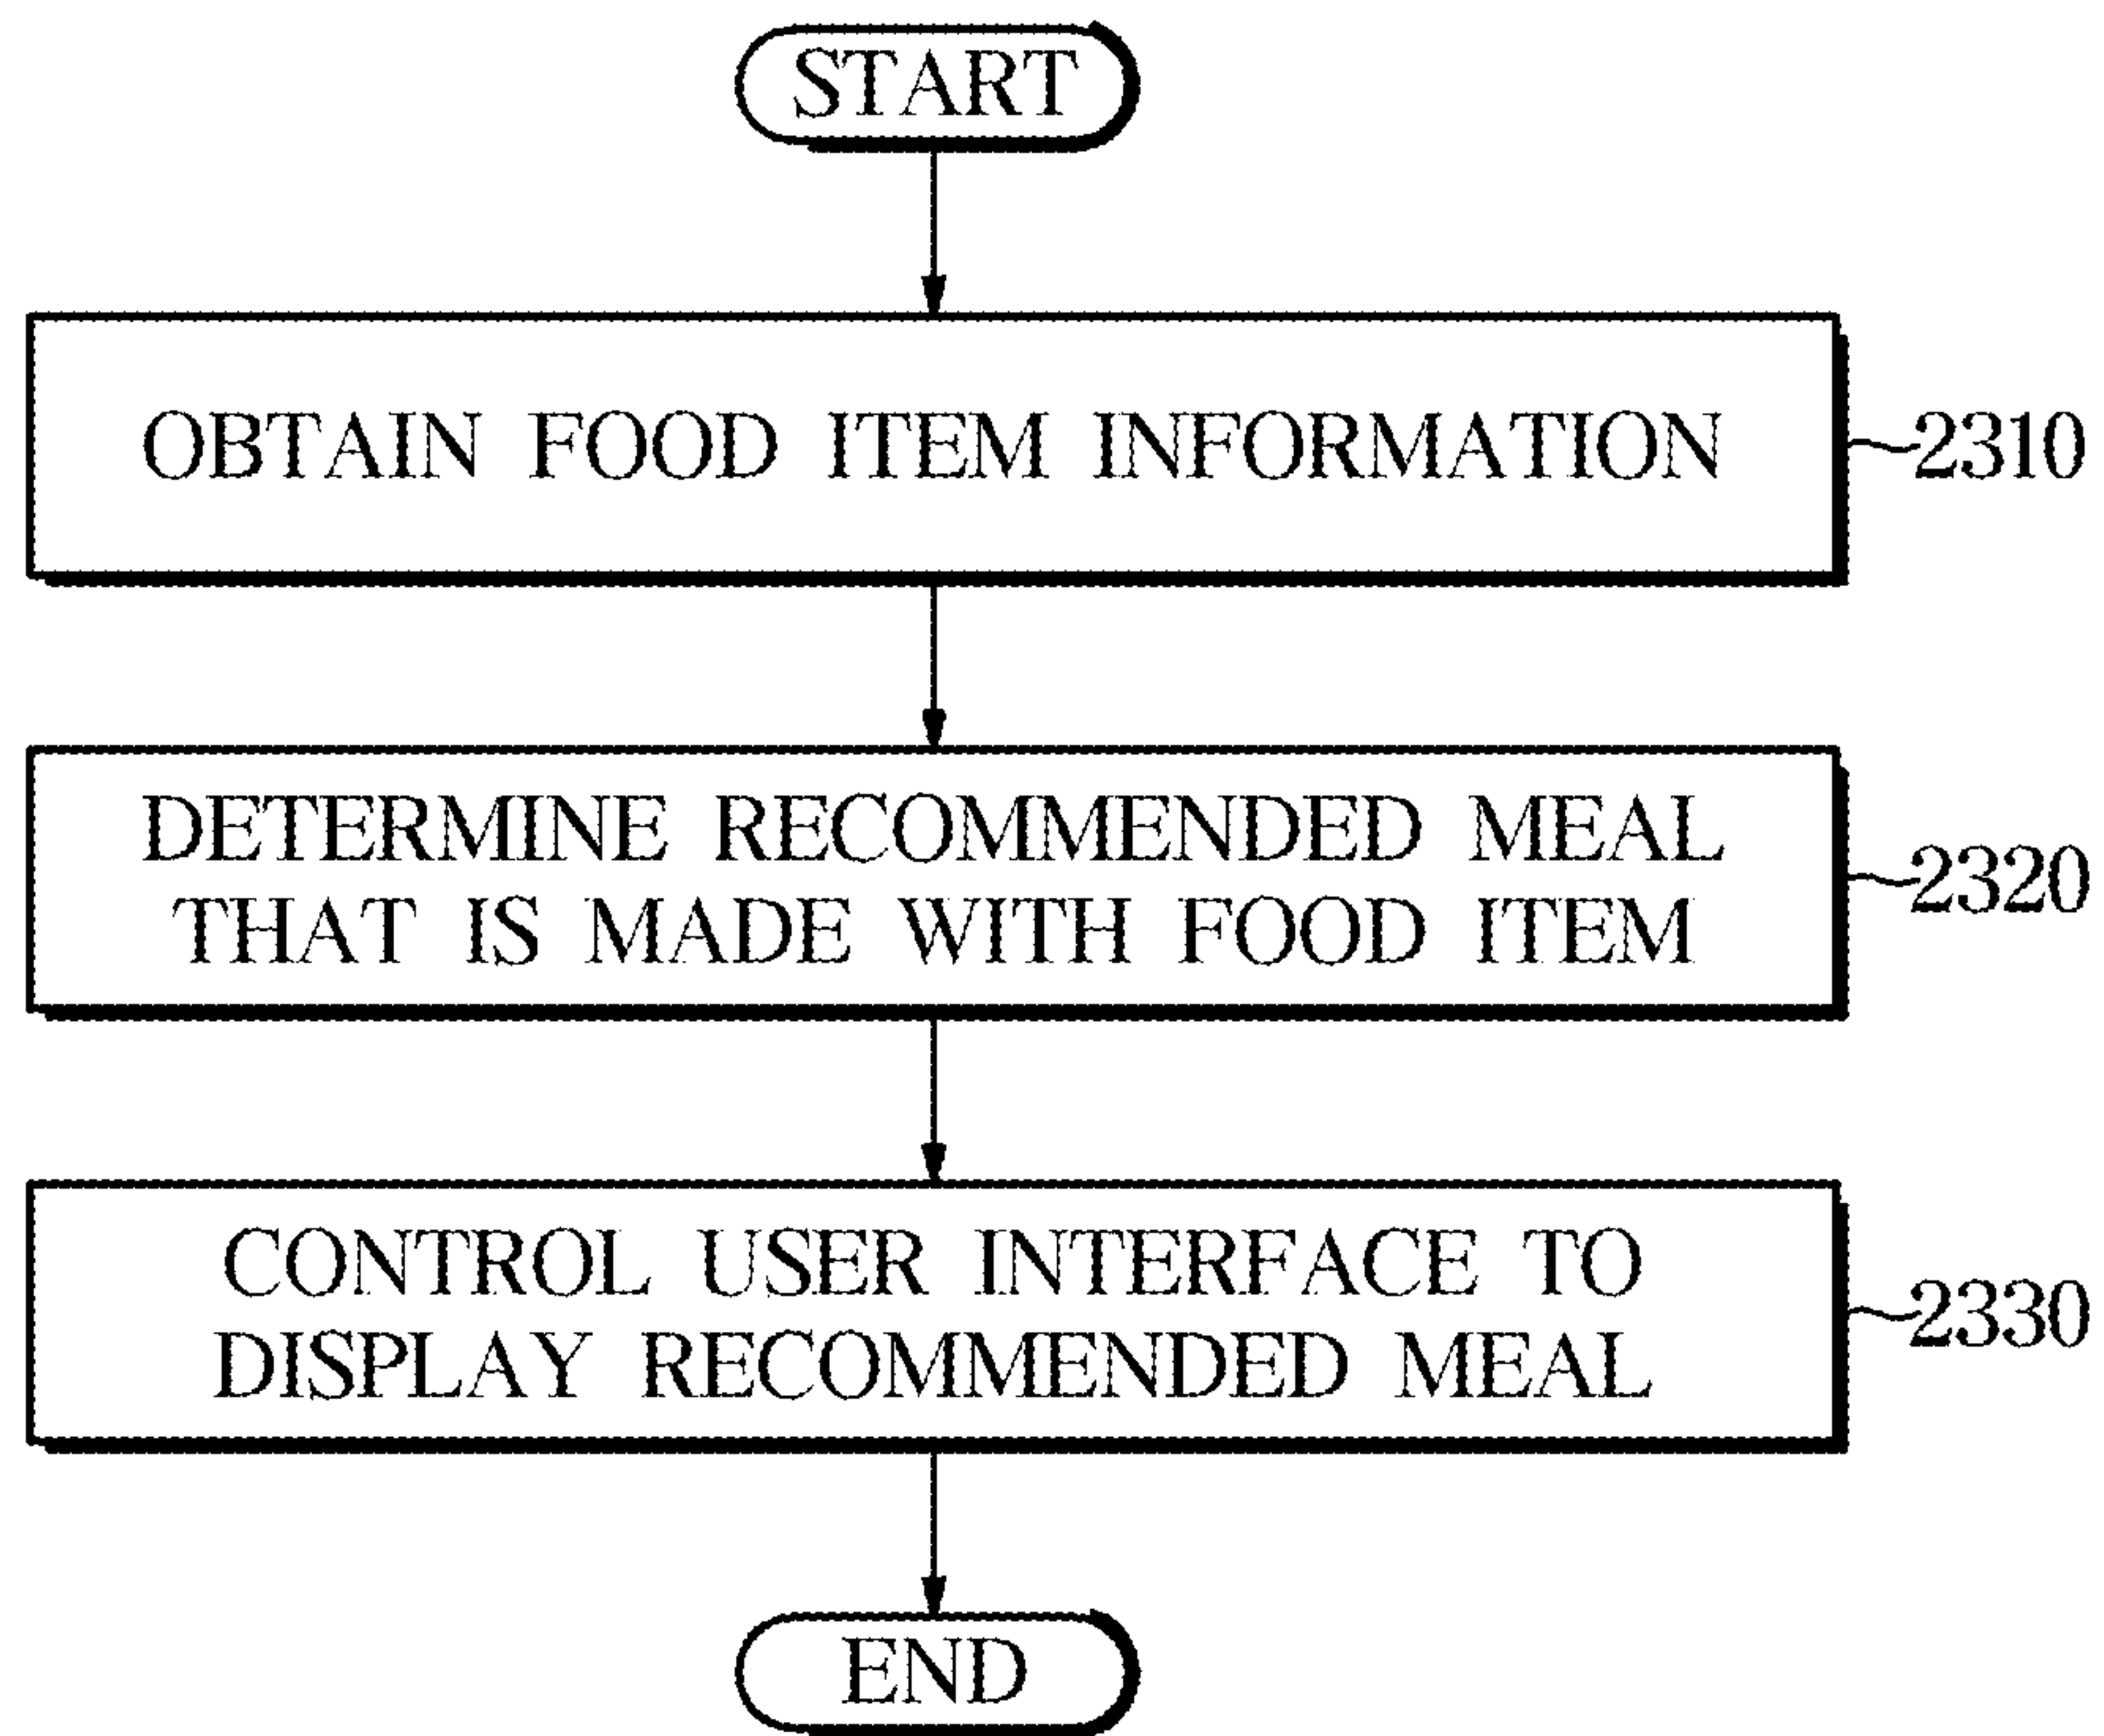 START
OBTAIN FOOD ITEM INFORMATION
2310
DETERMINE RECOMMENDED MEAL
THAT IS MADE WITH FOOD ITEM
2320
CONTROL USER INTERFACE TO
DISPLAY RECOMMENDED MEAL
2330
END